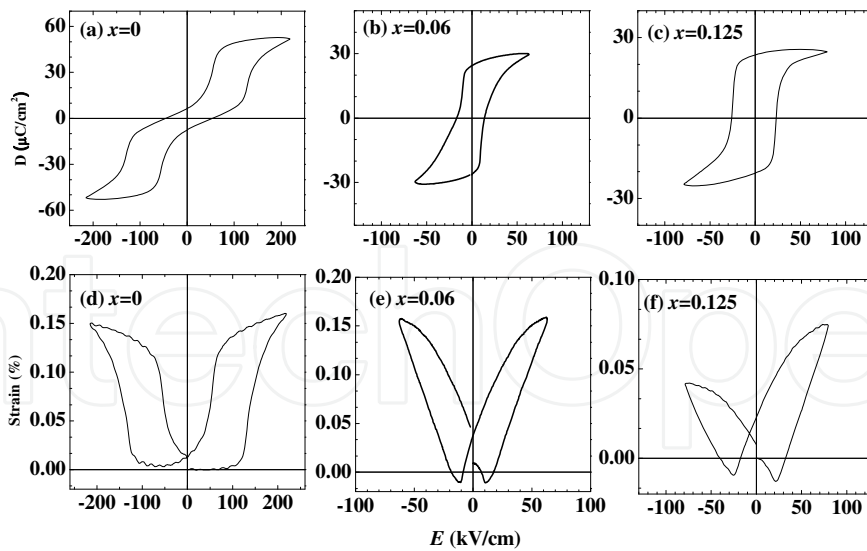 (a) x=0
(b) x=0.06
(c) x=0.125
D (μC/cm²)
60
30
0
-30
-60
30
0
-30
30
0
-30
-200 -100 0 100 200
-100 -50 0 50 100
-100 -50 0 50 100
(d) x=0
(e) x=0.06
(f) x=0.125
Strain (%)
0.20
0.15
0.10
0.05
0.00
0.20
0.15
0.10
0.05
0.00
0.10
0.05
0.00
-200 -100 0 100 200
-100 -50 0 50 100
-100 -50 0 50 100
E (kV/cm)
ntechOpe